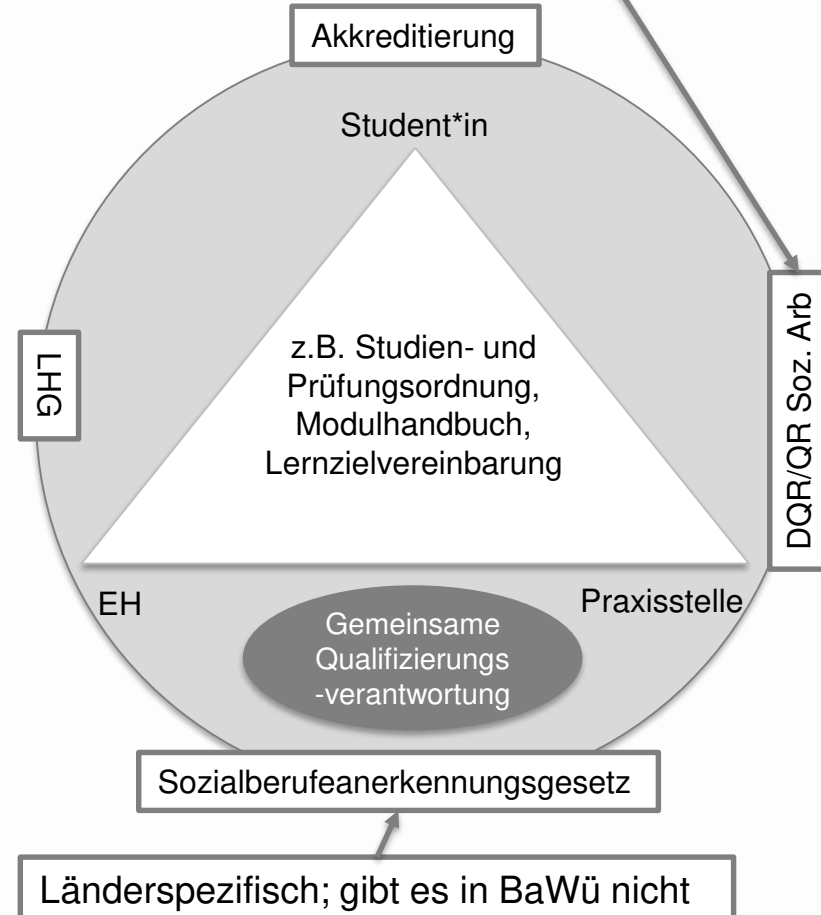 Akkreditierung
Student*in
z.B. Studien- und
Prüfungsordnung,
Modulhandbuch,
Lernzielvereinbarung
LHG
DQR/QR Soz. Arb
EH
Praxisstelle
Gemeinsame
Qualifizierungs
-verantwortung
Sozialberufeanerkennungsgesetz
Länderspezifisch; gibt es in BaWü nicht